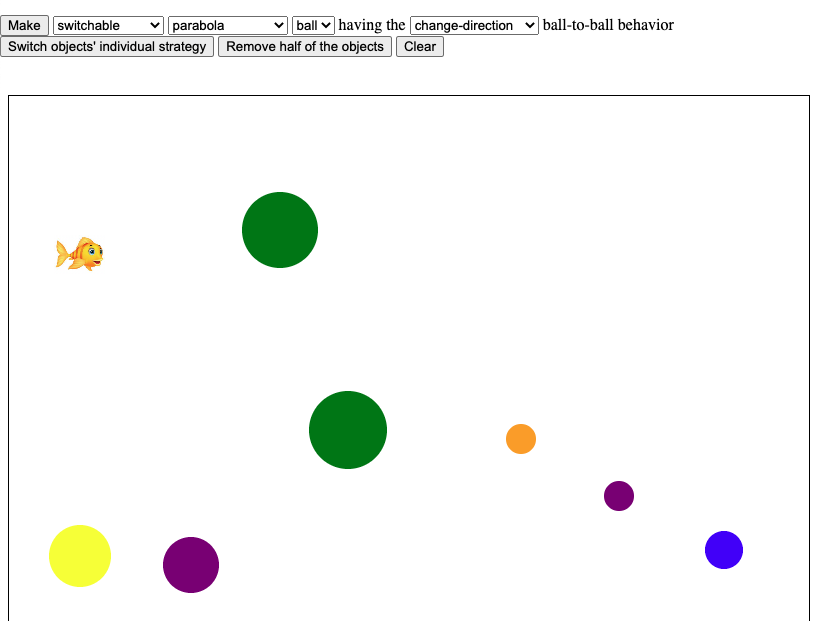 Make switchable parabola ball having the change-direction ball-to-ball behavior
Switch objects' individual strategy Remove half of the objects Clear